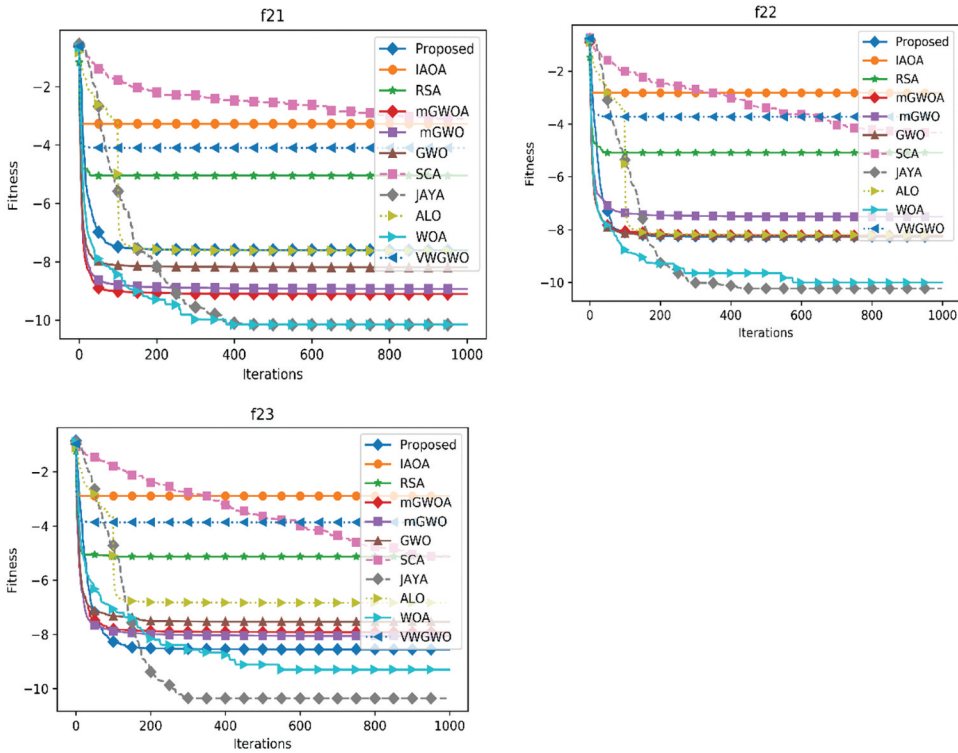 f21
Fitness
−2
−4
−6
−8
−10
0
200
400
600
800
1000
Iterations
Proposed
IAOA
RSA
mGWOA
mGWO
GWO
SCA
JAYA
ALO
WOA
VWGWO
f22
Fitness
−2
−4
−6
−8
−10
0
200
400
600
800
1000
Iterations
Proposed
IAOA
RSA
mGWOA
mGWO
GWO
SCA
JAYA
ALO
WOA
VWGWO
f23
Fitness
−2
−4
−6
−8
−10
0
200
400
600
800
1000
Iterations
Proposed
IAOA
RSA
mGWOA
mGWO
GWO
SCA
JAYA
ALO
WOA
VWGWO